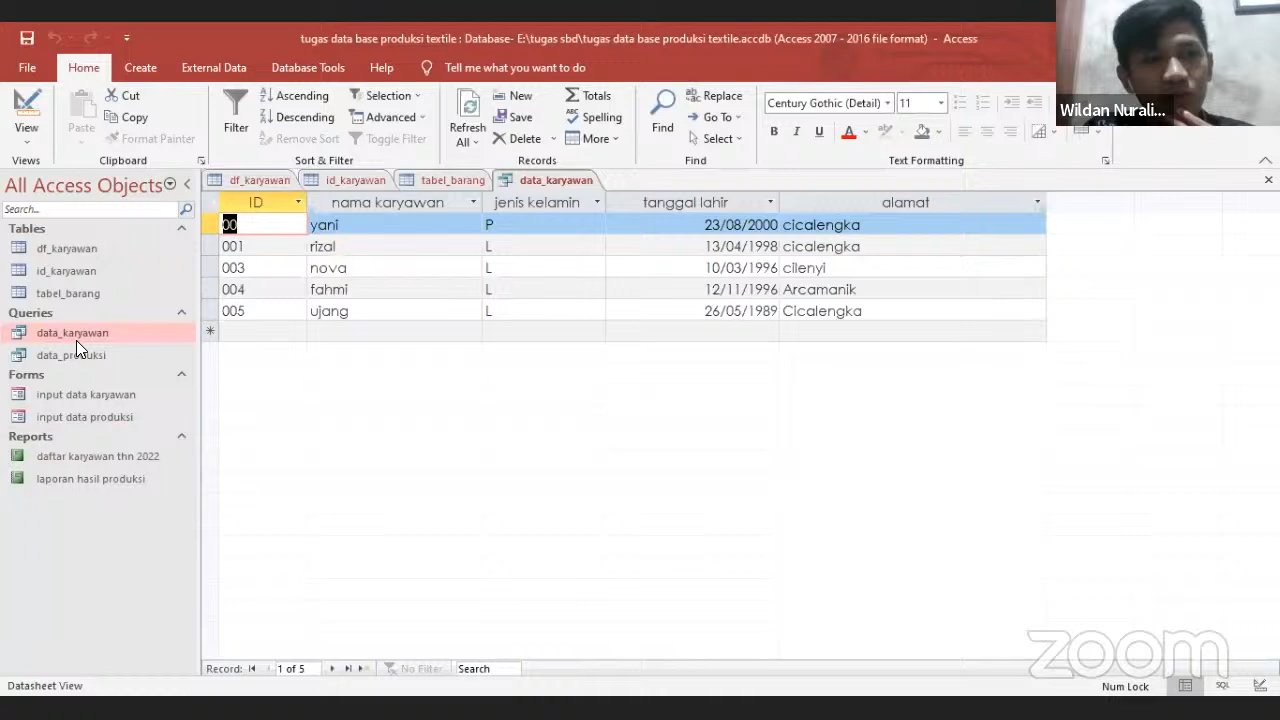 tugas data base produksi textile : Database- E:\tugas sbd\tugas data base produksi textile.accdb (Access 2007 - 2016 file format) - Access
File Home Create External Data Database Tools Help Tell me what you want to do
Wildan Nurali...
View
Views
Paste
Cut
Copy
Format Painter
Clipboard
Filter
Ascending
Descending
Remove Sort
Selection
Advanced
Toggle Filter
Sort & Filter
Refresh All
New
Save
Delete
Totals
Spelling
More
Records
Find
Replace
Go To
Select
Find
Century Gothic (Detail) 11
B I U A
Text Formatting
All Access Objects
Search...
Tables
df_karyawan
id_karyawan
tabel_barang
Queries
data_karyawan
data_produksi
Forms
input data karyawan
input data produksi
Reports
daftar karyawan thn 2022
laporan hasil produksi
df_karyawan id_karyawan tabel_barang data_karyawan
ID nama karyawan jenis kelamin tanggal lahir alamat
00 yani P 23/08/2000 cicalengka
001 rizal L 13/04/1998 cicalengka
003 nova L 10/03/1996 cilenyi
004 fahmi L 12/11/1996 Arcamanik
005 ujang L 26/05/1989 Cicalengka
Record: 1 of 5 No Filter Search
zoom
Datasheet View Num Lock SQL